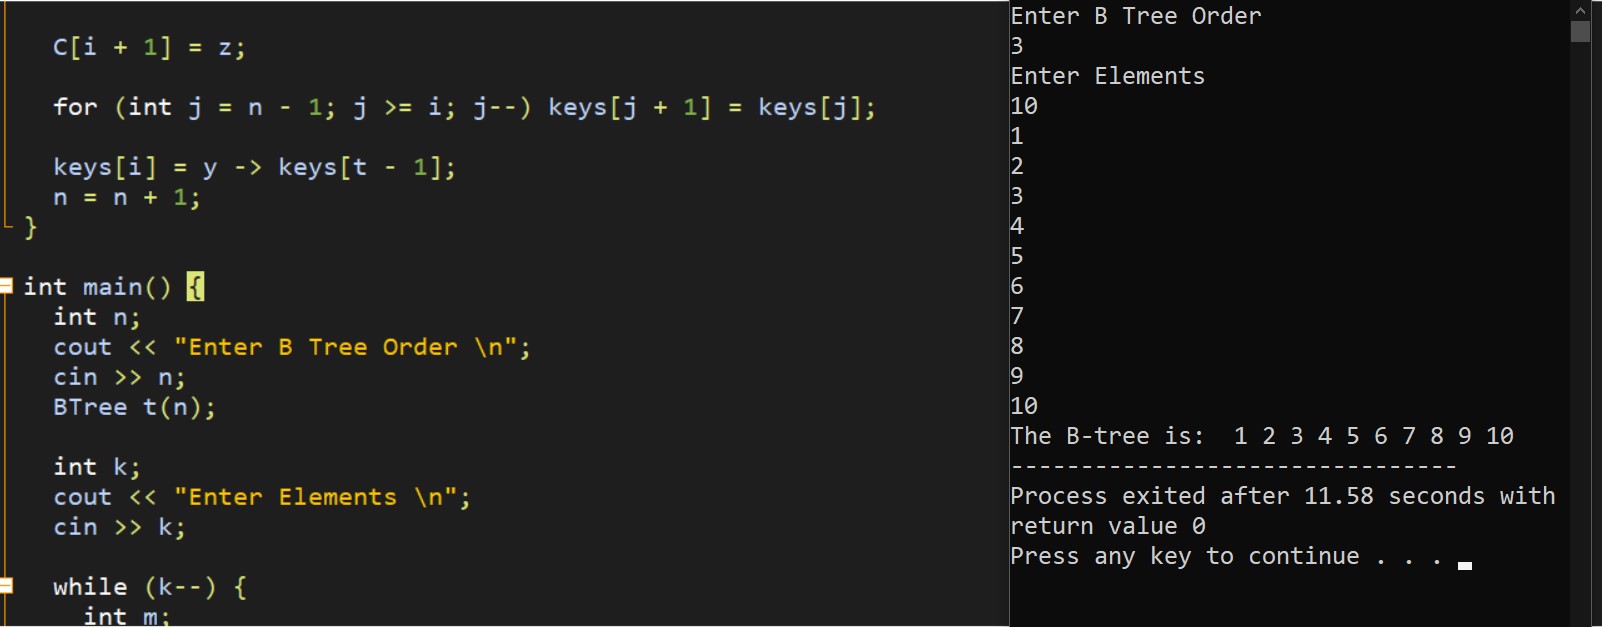 C[i + 1] = z;
for (int j = n - 1; j >= i; j--) keys[j + 1] = keys[j];
keys[i] = y -> keys[t - 1];
n = n + 1;
}
int main() {
int n;
cout << "Enter B Tree Order \n";
cin >> n;
BTree t(n);
int k;
cout << "Enter Elements \n";
cin >> k;
while (k--) {
int m;
Enter B Tree Order
3
Enter Elements
10
1
2
3
4
5
6
7
8
9
10
The B-tree is:  1 2 3 4 5 6 7 8 9 10
--------------------------------
Process exited after 11.58 seconds with
return value 0
Press any key to continue . . .